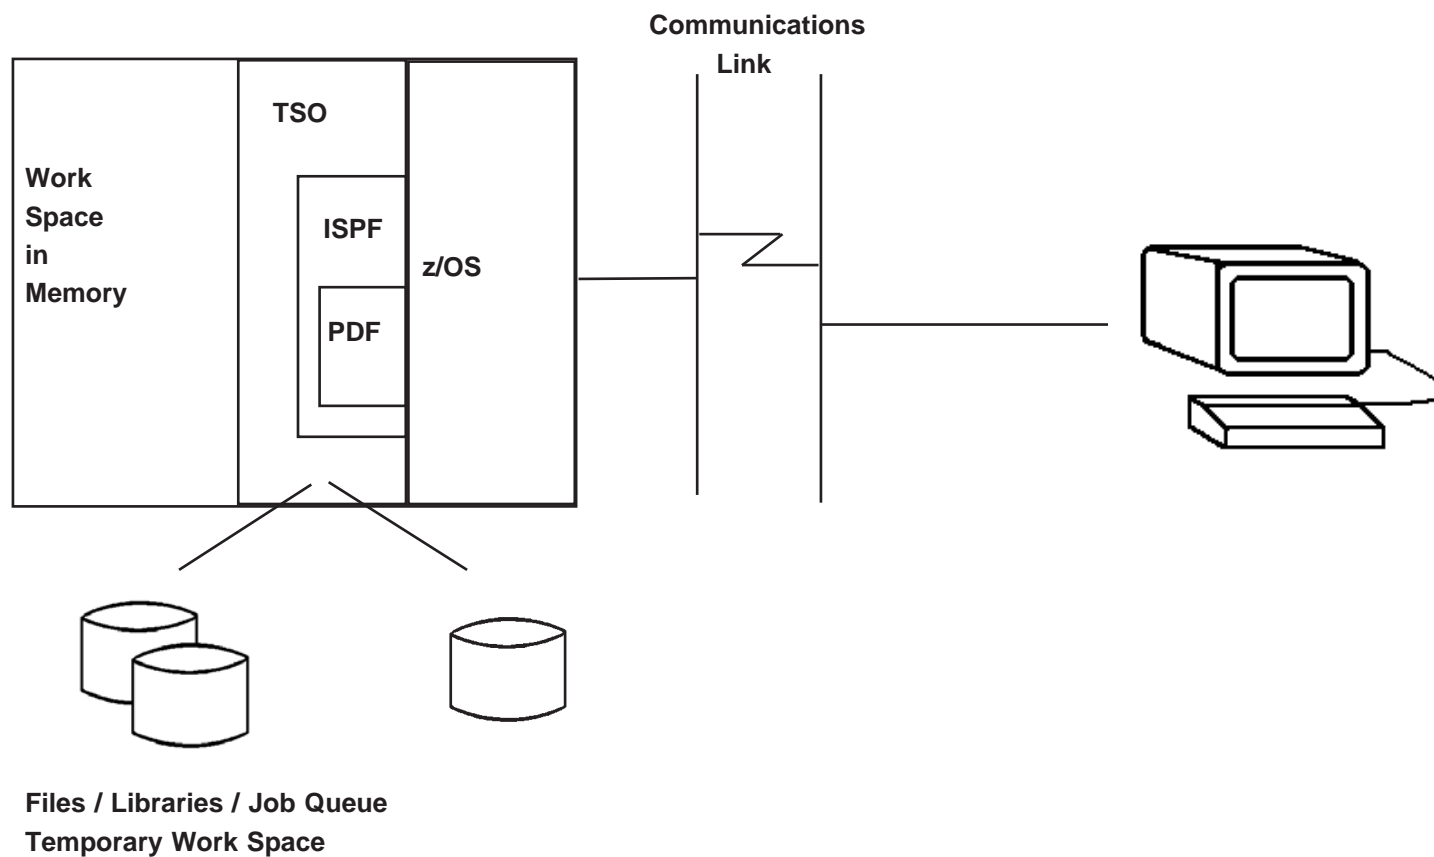 Communications
Link
TSO
Work
Space
in
Memory
ISPF
z/OS
PDF
Files / Libraries / Job Queue
Temporary Work Space